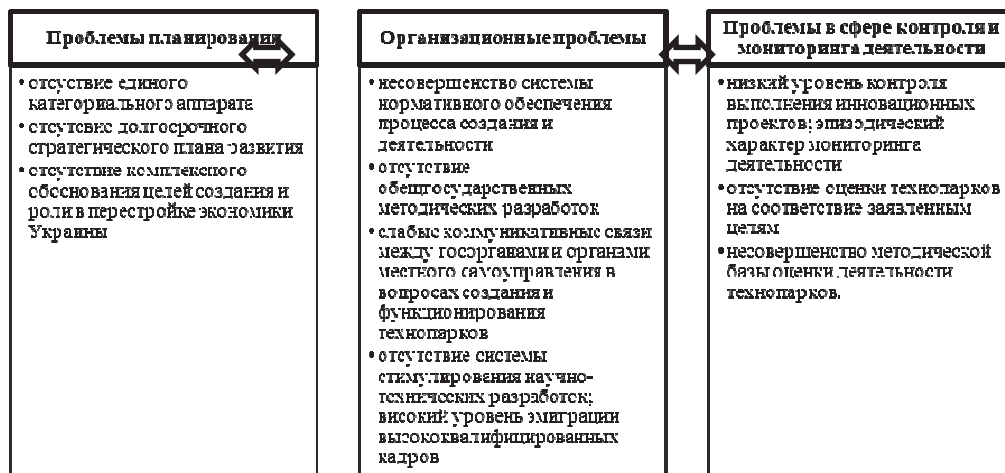 Проблемы планирования
• отсутствие единого
категориального аппарата
• отсутсвие долгосрочного
стратегического плана развития
• отсутствие комплексного
обоснования целей создания и
роли в перестройке экономики
Украины
Организационные проблемы
• несовершенство системы
нормативного обеспечения
процесса создания и
деятельности
• отсутствие
общегосударственных
методических разработок
• слабые коммуникативные связи
между госорганами и органами
местного самоуправления в
вопросах создания и
функционирования
технопарков
• отсутствие системы
стимулирования научно-
технических разработок;
високий уровень эмиграции
высококвалифицированных
кадров
Проблемы в сфере контроля и
мониторинга деятельности
• низкий уровень контроля
выполнения инновационных
проектов; эпизодический
характер мониторинга
деятельности
• отсутствие оценки технопарков
на соответствие заявленным
целям
• несовершенство методической
базы оценки деятельности
технопарков.